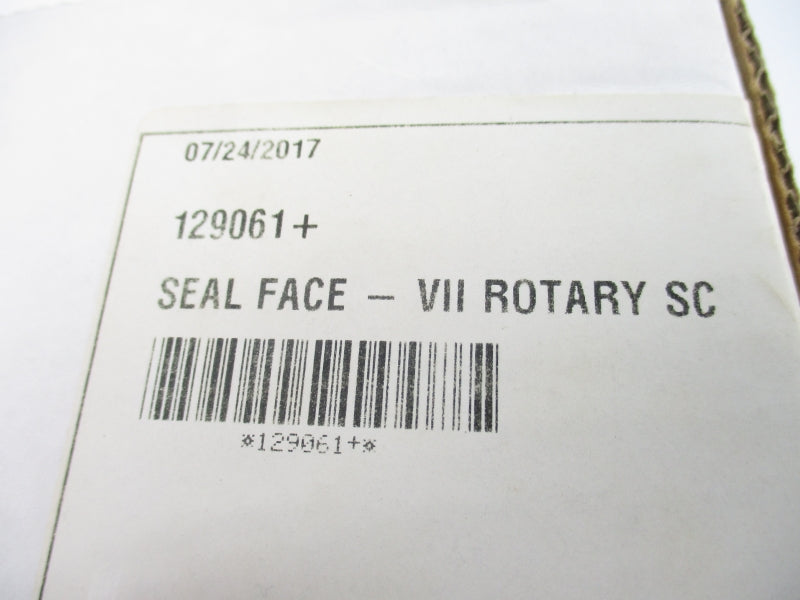 07/24/2017
129061+
SEAL FACE – VII ROTARY SC
*129061+*